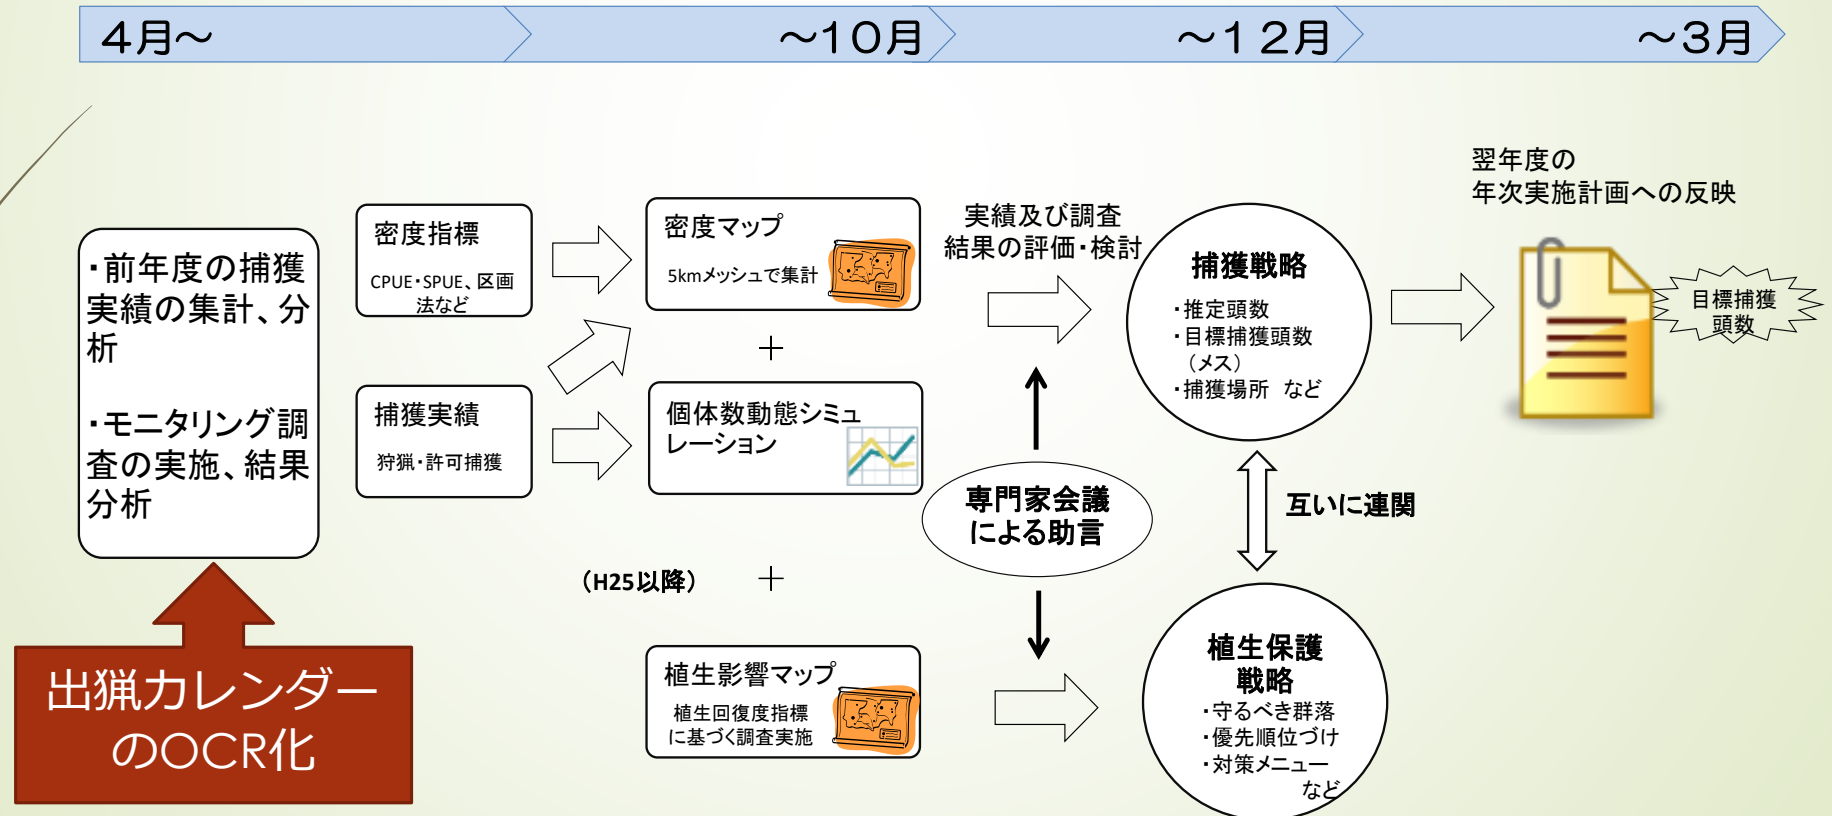 4月～
～10月
～12月
～3月
・前年度の捕獲
実績の集計、分
析
・モニタリング調
査の実施、結果
分析
出猟カレンダー
のOCR化
密度指標
CPUE・SPUE、区画
法など
捕獲実績
狩猟・許可捕獲
密度マップ
5kmメッシュで集計
＋
個体数動態シミュ
レーション
（H25以降）
＋
植生影響マップ
植生回復度指標
に基づく調査実施
実績及び調査
結果の評価・検討
専門家会議
による助言
捕獲戦略
・推定頭数
・目標捕獲頭数
（メス）
・捕獲場所 など
互いに連関
植生保護
戦略
・守るべき群落
・優先順位づけ
・対策メニュー
など
翌年度の
年次実施計画への反映
目標捕獲
頭数